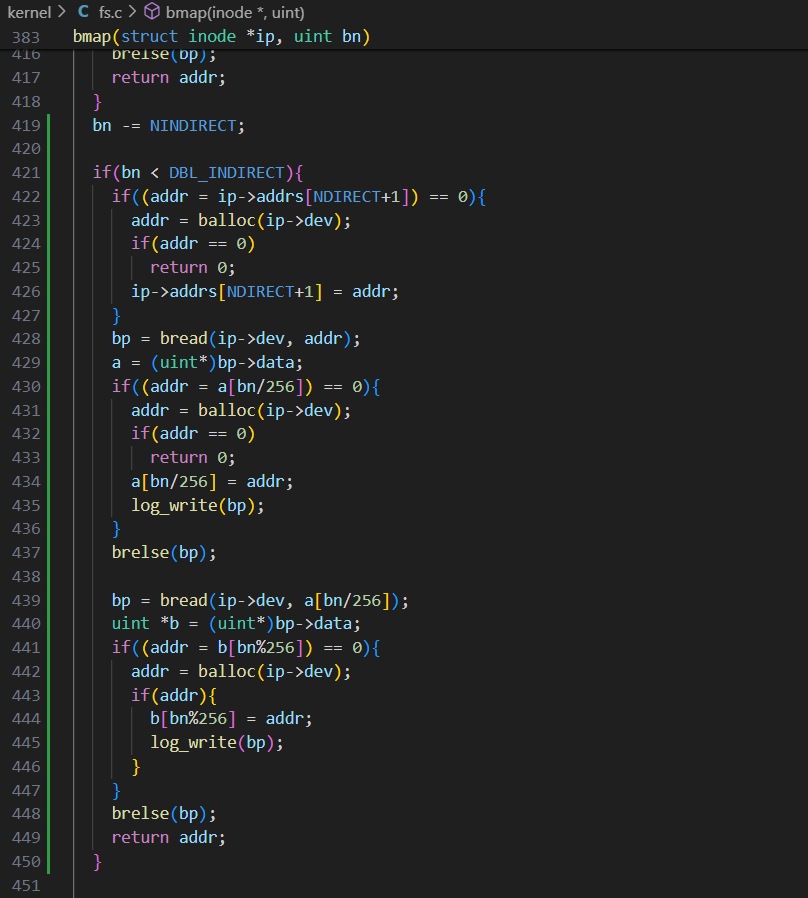 kernel > C fs.c > bmap(inode *, uint)
383 bmap(struct inode *ip, uint bn)
416     brelse(bp);
417     return addr;
418   }
419   bn -= NINDIRECT;
420
421   if(bn < DBL_INDIRECT){
422     if((addr = ip->addrs[NDIRECT+1]) == 0){
423       addr = balloc(ip->dev);
424       if(addr == 0)
425         return 0;
426       ip->addrs[NDIRECT+1] = addr;
427     }
428     bp = bread(ip->dev, addr);
429     a = (uint*)bp->data;
430     if((addr = a[bn/256]) == 0){
431       addr = balloc(ip->dev);
432       if(addr == 0)
433         return 0;
434       a[bn/256] = addr;
435       log_write(bp);
436     }
437     brelse(bp);
438
439     bp = bread(ip->dev, a[bn/256]);
440     uint *b = (uint*)bp->data;
441     if((addr = b[bn%256]) == 0){
442       addr = balloc(ip->dev);
443       if(addr){
444         b[bn%256] = addr;
445         log_write(bp);
446       }
447     }
448     brelse(bp);
449     return addr;
450   }
451